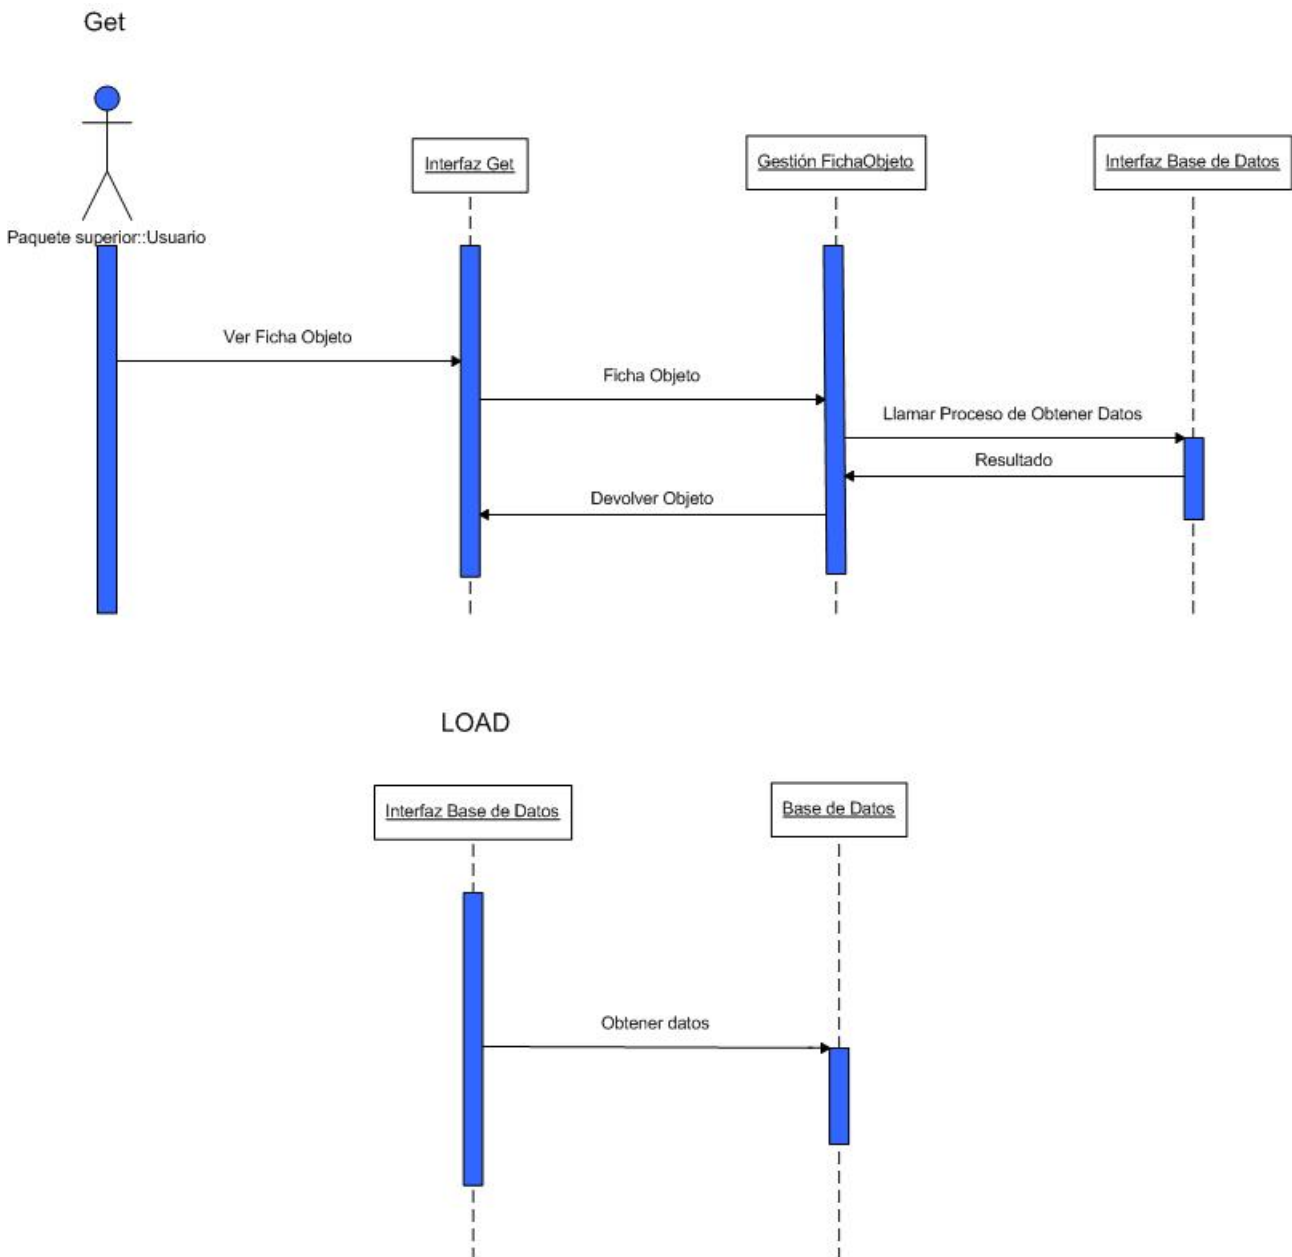 Get
Interfaz Get
Gestión FichaObjeto
Interfaz Base de Datos
Paquete superior::Usuario
Ver Ficha Objeto
Ficha Objeto
Llamar Proceso de Obtener Datos
Resultado
Devolver Objeto
LOAD
Interfaz Base de Datos
Base de Datos
Obtener datos